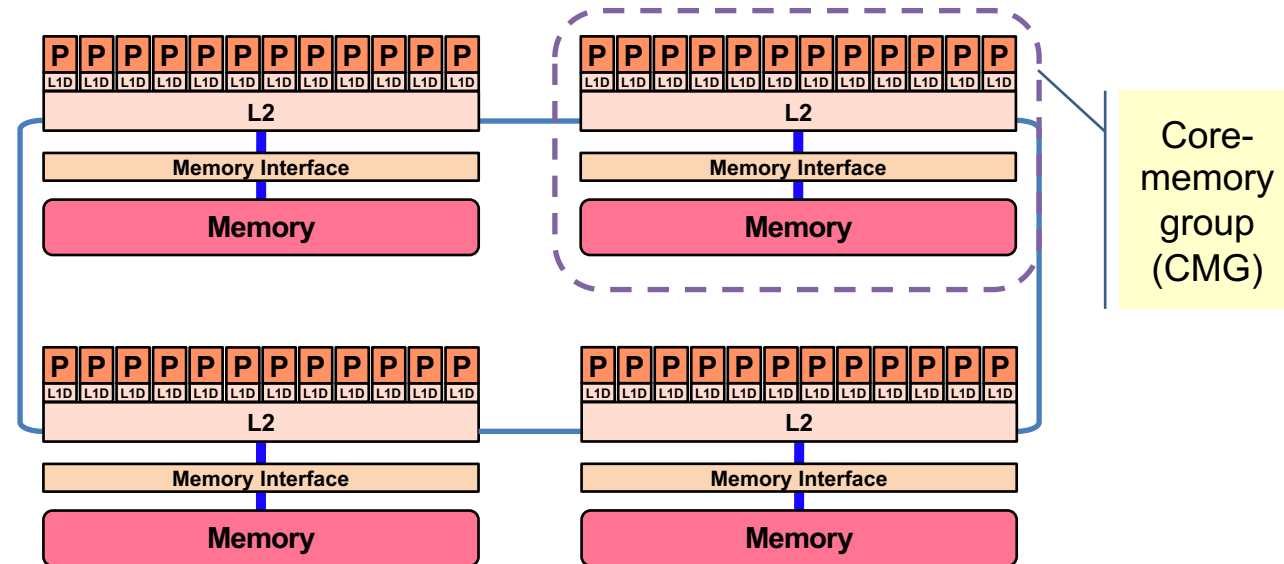 P P P P P P P P P P P P
L1D L1D L1D L1D L1D L1D L1D L1D L1D L1D L1D L1D
L2
Memory Interface
Memory
P P P P P P P P P P P P
L1D L1D L1D L1D L1D L1D L1D L1D L1D L1D L1D L1D
L2
Memory Interface
Memory
Core-
memory
group
(CMG)
P P P P P P P P P P P P
L1D L1D L1D L1D L1D L1D L1D L1D L1D L1D L1D L1D
L2
Memory Interface
Memory
P P P P P P P P P P P P
L1D L1D L1D L1D L1D L1D L1D L1D L1D L1D L1D L1D
L2
Memory Interface
Memory